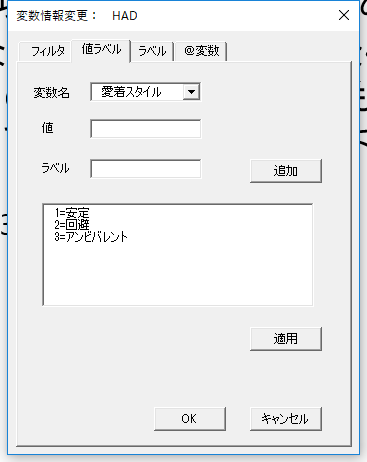 変数情報変更： HAD
フィルタ 値ラベル ラベル @変数
変数名 愛着スタイル
値
ラベル 追加
1=安定
2=回避
3=アンビバレント
適用
OK キャンセル